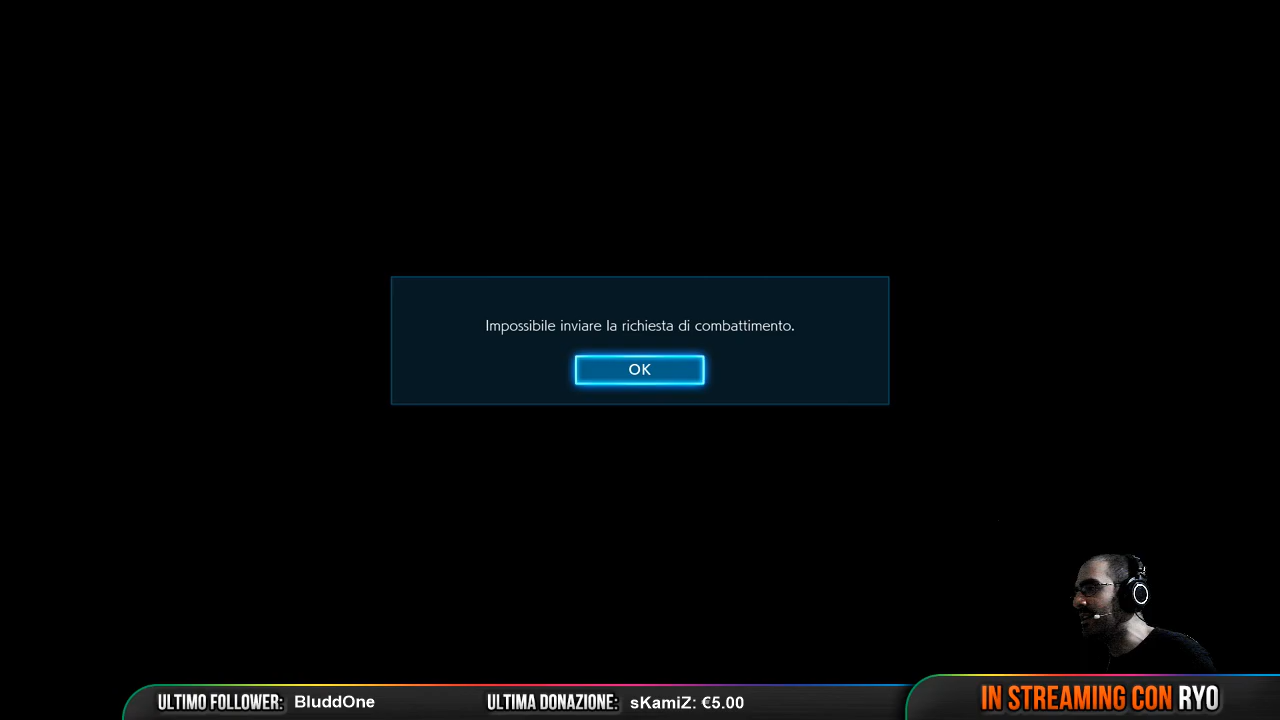 Impossibile inviare la richiesta di combattimento.
OK
ULTIMO FOLLOWER: BluddOne
ULTIMA DONAZIONE: sKamiZ: €5.00
IN STREAMING CON RYO